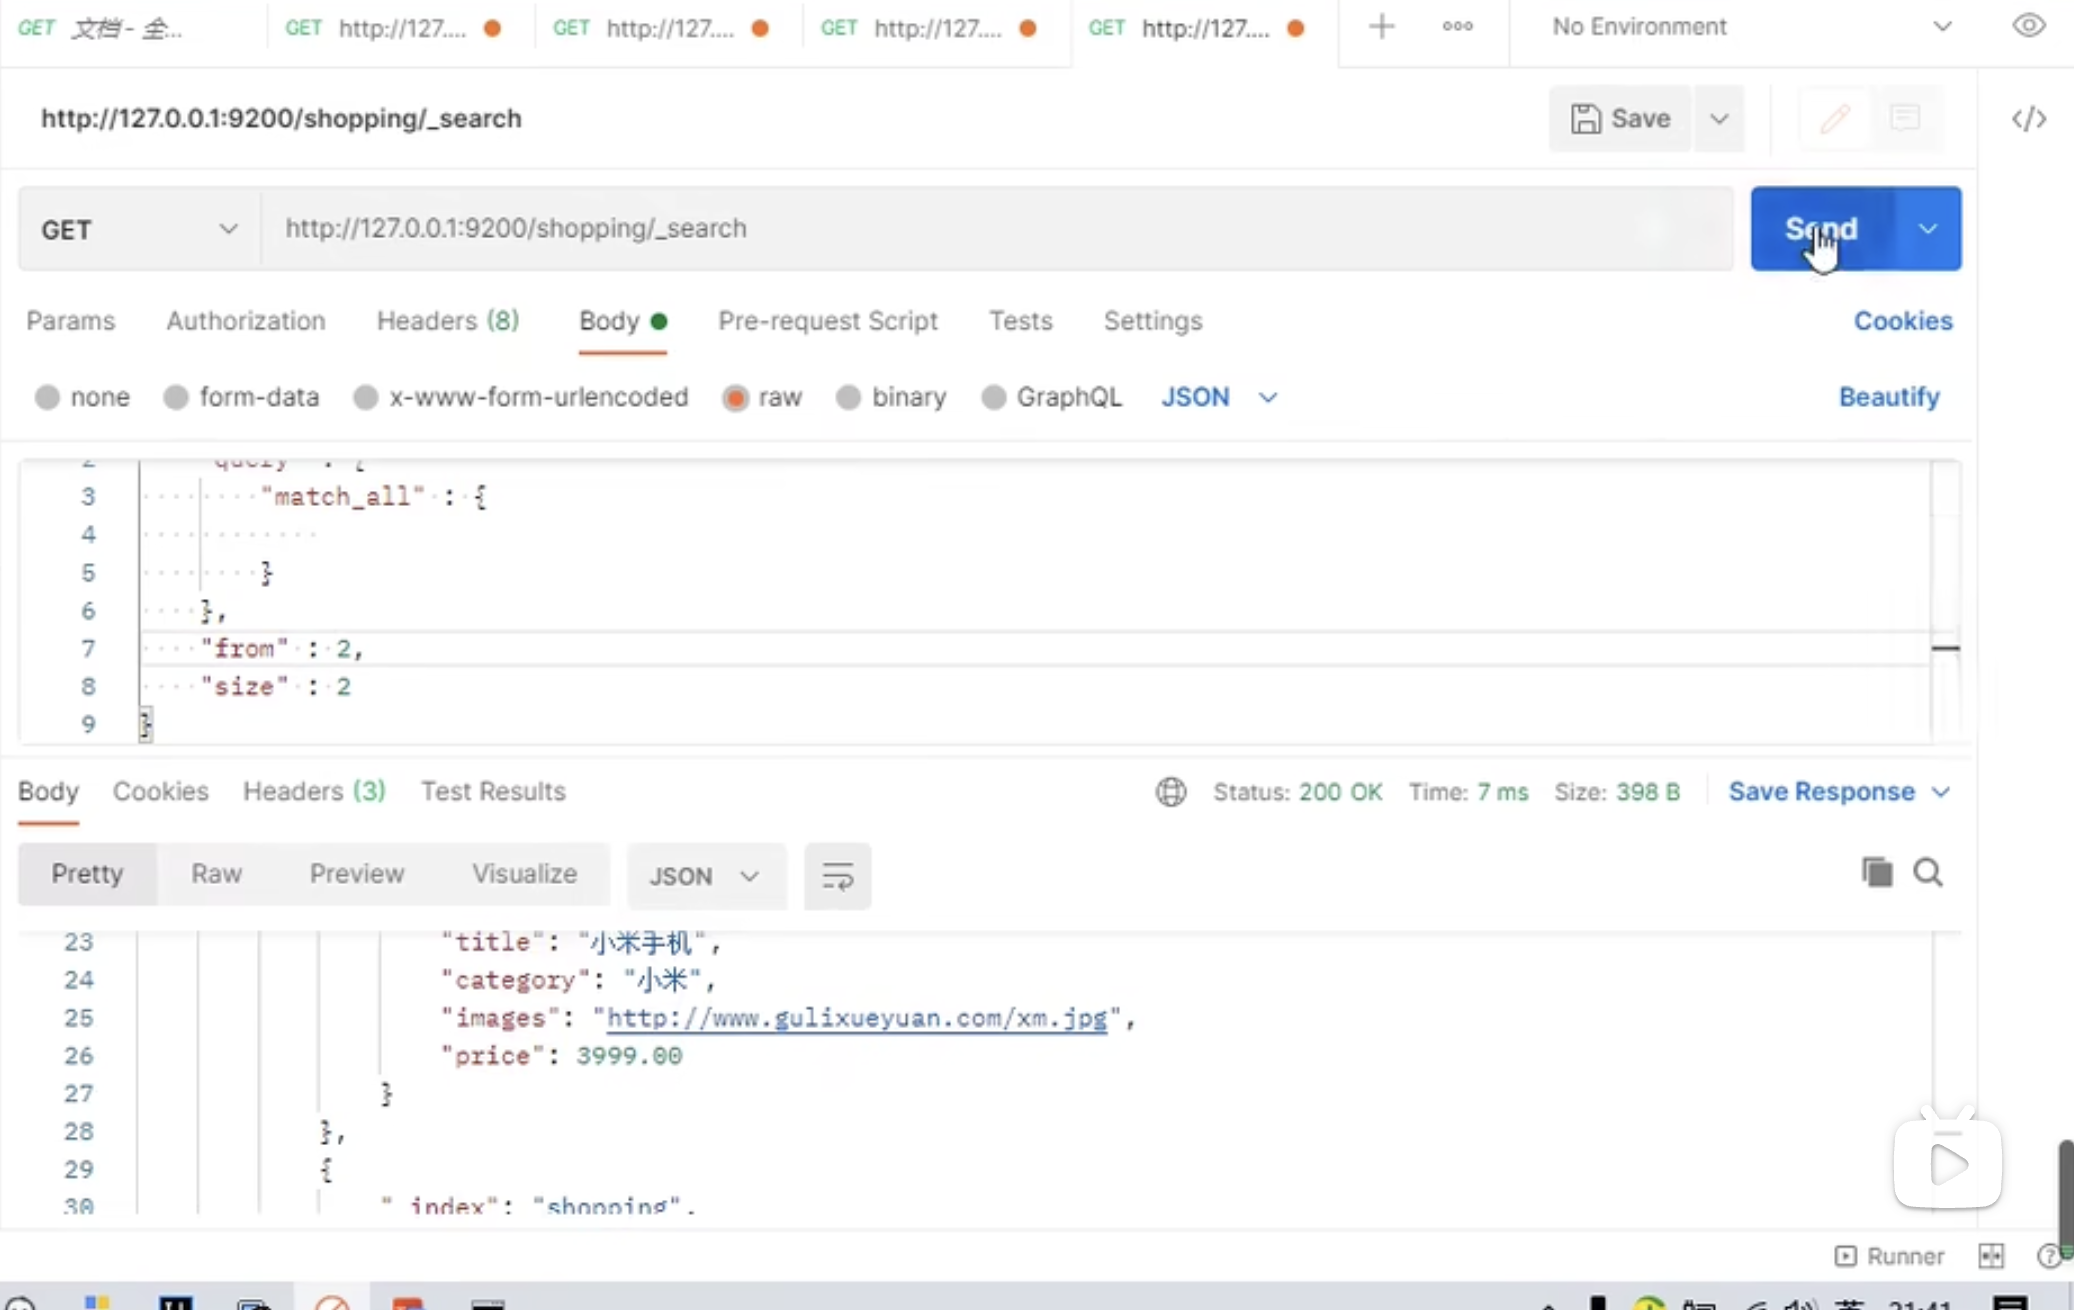 GET 文档 - 全... GET http://127.... GET http://127.... GET http://127.... GET http://127.... No Environment
http://127.0.0.1:9200/shopping/_search Save
GET http://127.0.0.1:9200/shopping/_search Send
Params Authorization Headers (8) Body Pre-request Script Tests Settings Cookies
none form-data x-www-form-urlencoded raw binary GraphQL JSON Beautify
2 "query" : {
3 "match_all" : {
4
5 }
6 },
7 "from" : 2,
8 "size" : 2
9 }
Body Cookies Headers (3) Test Results Status: 200 OK Time: 7 ms Size: 398 B Save Response
Pretty Raw Preview Visualize JSON
23 "title": "小米手机",
24 "category": "小米",
25 "images": "http://www.gulixueyuan.com/xm.jpg",
26 "price": 3999.00
27 }
28 },
29 {
30 "_index": "shopping",
Runner
英 21:41